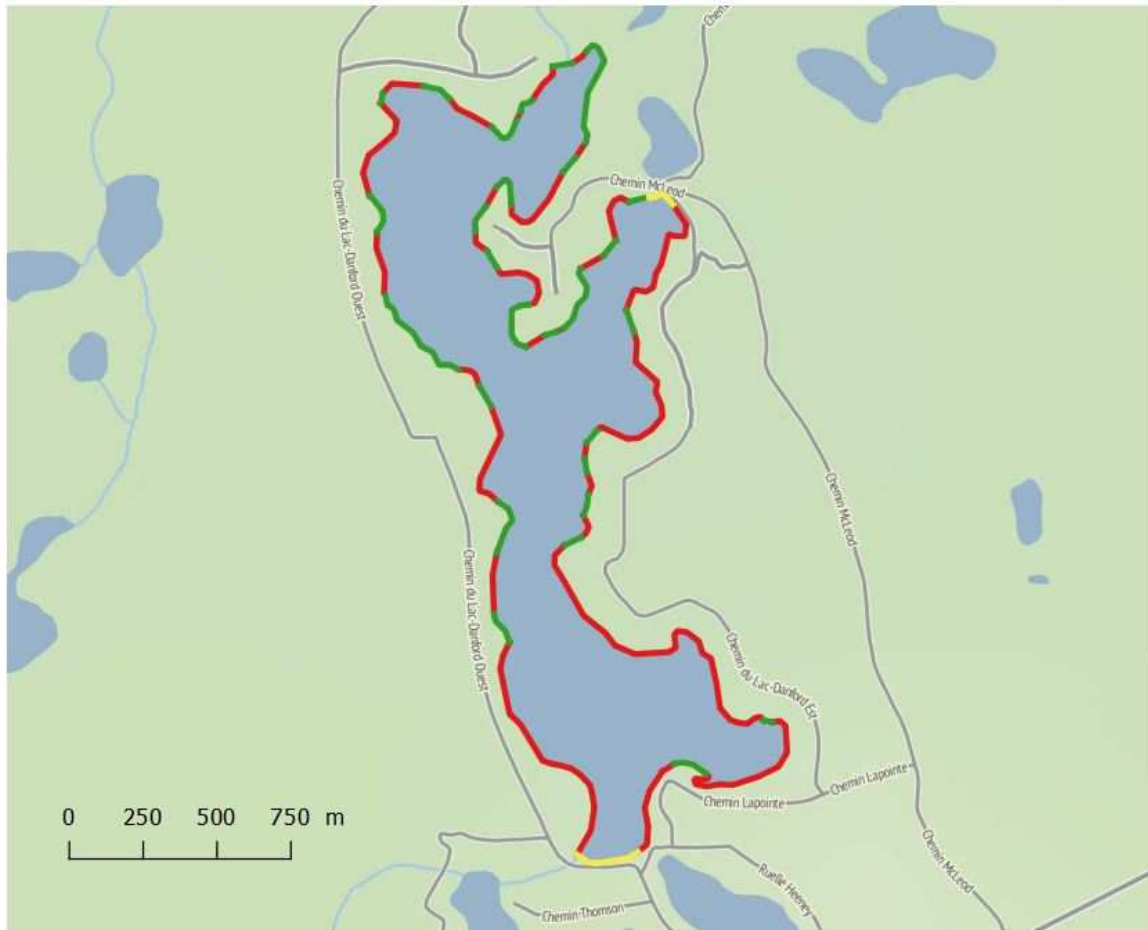 Chem
Chemin McLeod
Chemin du Lac-Danford Ouest
Chemin McLeod
Chemin du Lac-Danford Ouest
Chemin du Lac-Danford Est
Chemin Lapointe
Chemin Lapointe
0 250 500 750 m
Chemin McLeod
Ruelle Heeney
Chemin-Thomson